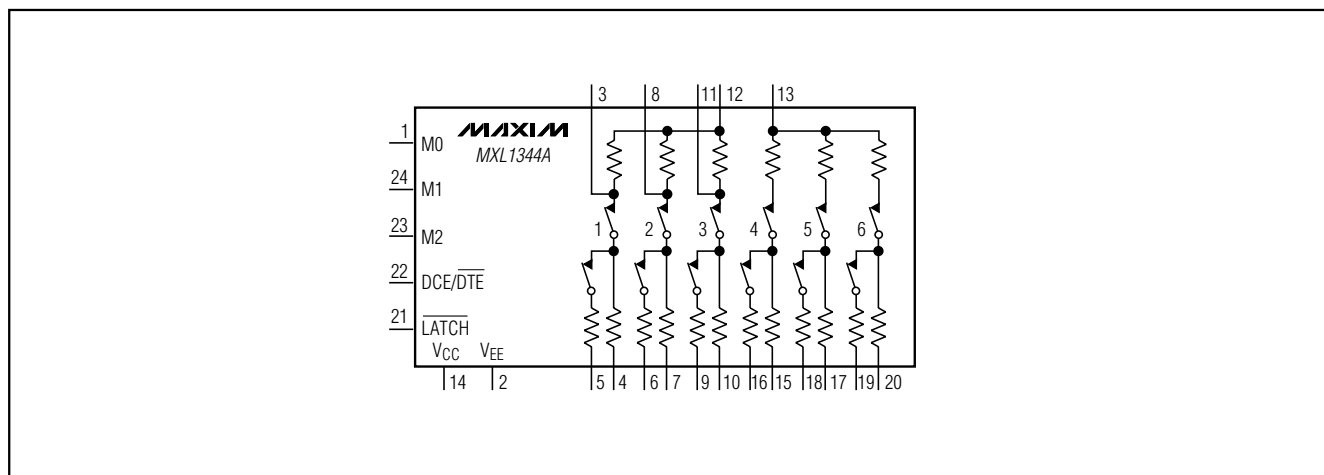 3 8 11 12 13
MAXIM
MXL1344A
1 M0
24 M1
23 M2
22 DCE/D̅T̅E̅
21 L̅A̅T̅C̅H̅
1 2 3 4 5 6
VCC VEE
14 2 5 4 6 7 9 10 16 15 18 17 19 20